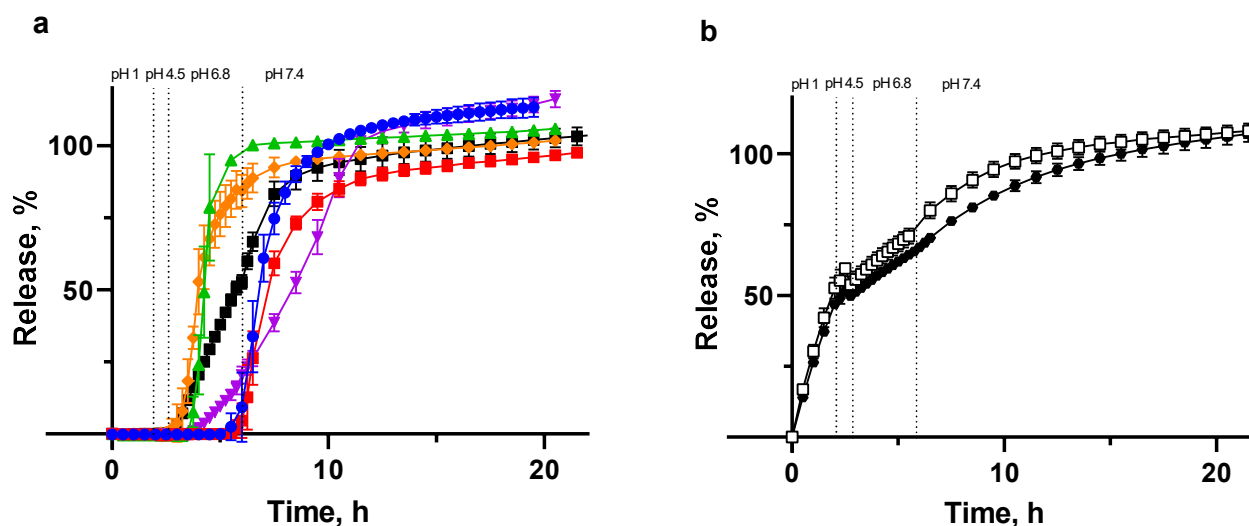 a
pH 1 pH 4.5 pH 6.8 pH 7.4
100
50
0 10 20
Release, %
Time, h
b
pH 1 pH 4.5 pH 6.8 pH 7.4
100
50
0 10 20
Release, %
Time, h